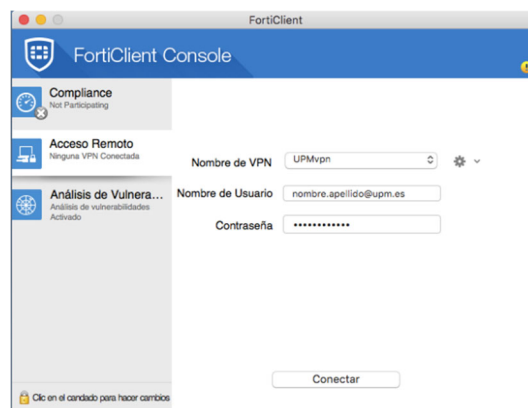 FortiClient
FortiClient Console
Compliance
Not Participating
Acceso Remoto
Ninguna VPN Conectada
Análisis de Vulnera...
Análisis de vulnerabilidades
Activado
Nombre de VPN UPMvpn
Nombre de Usuario nombre.apellido@upm.es
Contraseña ••••••••••••
Conectar
Clic en el candado para hacer cambios